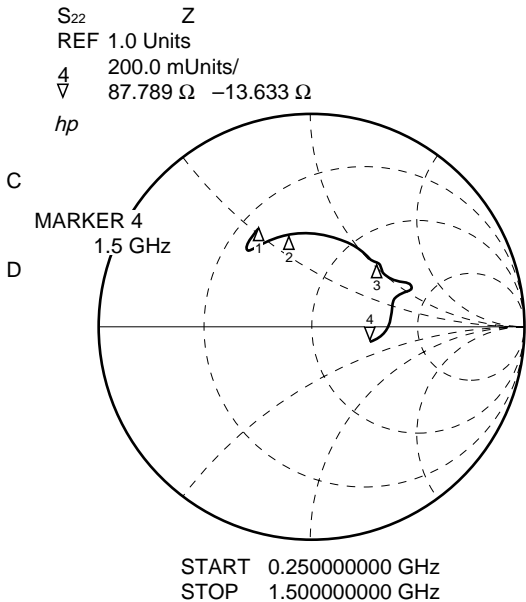 S22 Z
REF 1.0 Units
4 200.0 mUnits/
▽ 87.789 Ω –13.633 Ω
hp
C
MARKER 4
1.5 GHz
D
1
2
3
4
START 0.250000000 GHz
STOP 1.500000000 GHz